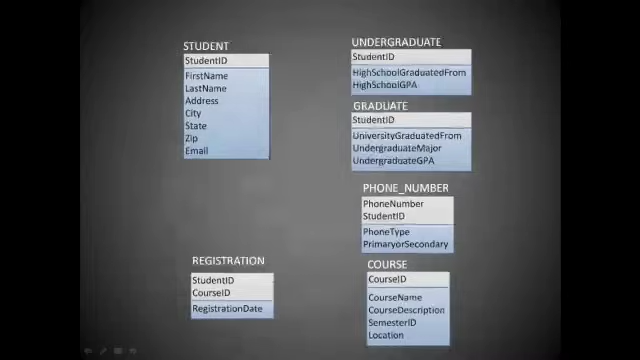 STUDENT
StudentID
FirstName
LastName
Address
City
State
Zip
Email
UNDERGRADUATE
StudentID
HighSchoolGraduatedFrom
HighSchoolGPA
GRADUATE
StudentID
UniversityGraduatedFrom
UndergraduateMajor
UndergraduateGPA
PHONE_NUMBER
PhoneNumber
StudentID
PhoneType
PrimaryorSecondary
REGISTRATION
StudentID
CourseID
RegistrationDate
COURSE
CourseID
CourseName
CourseDescription
SemesterID
Location